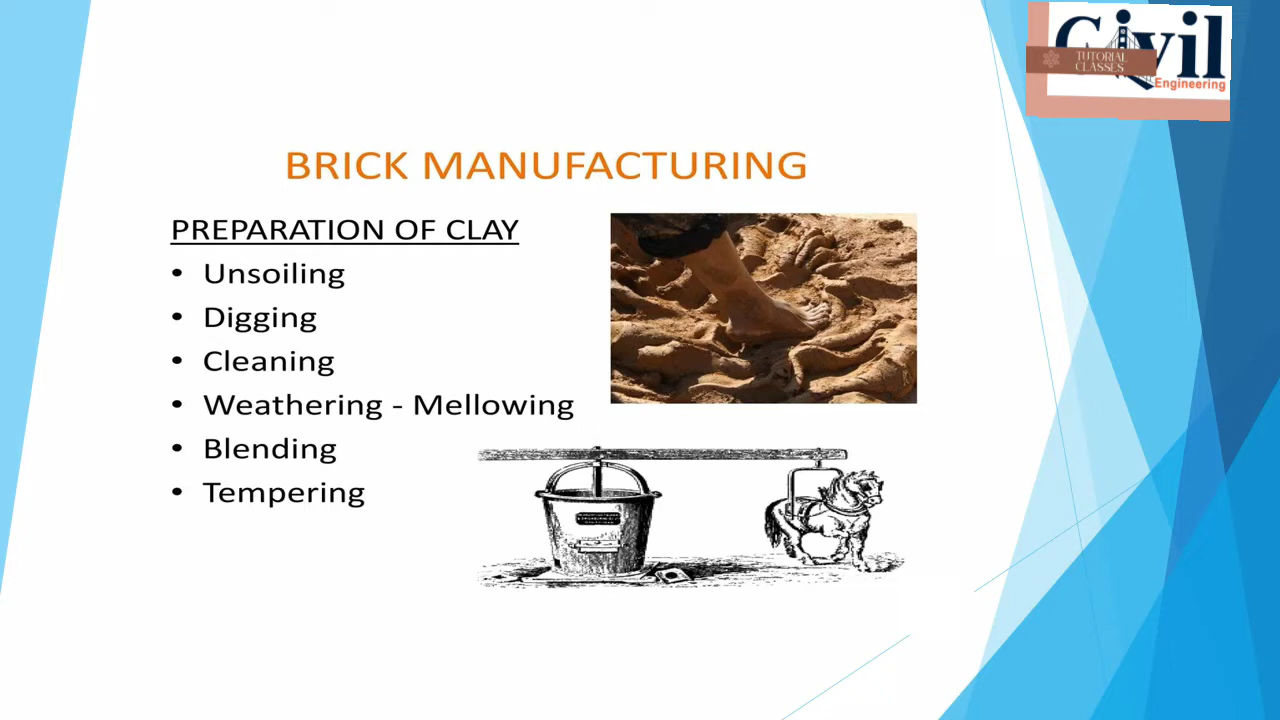 Civil
TUTORIAL
CLASSES
Engineering
BRICK MANUFACTURING
PREPARATION OF CLAY
• Unsoiling
• Digging
• Cleaning
• Weathering - Mellowing
• Blending
• Tempering